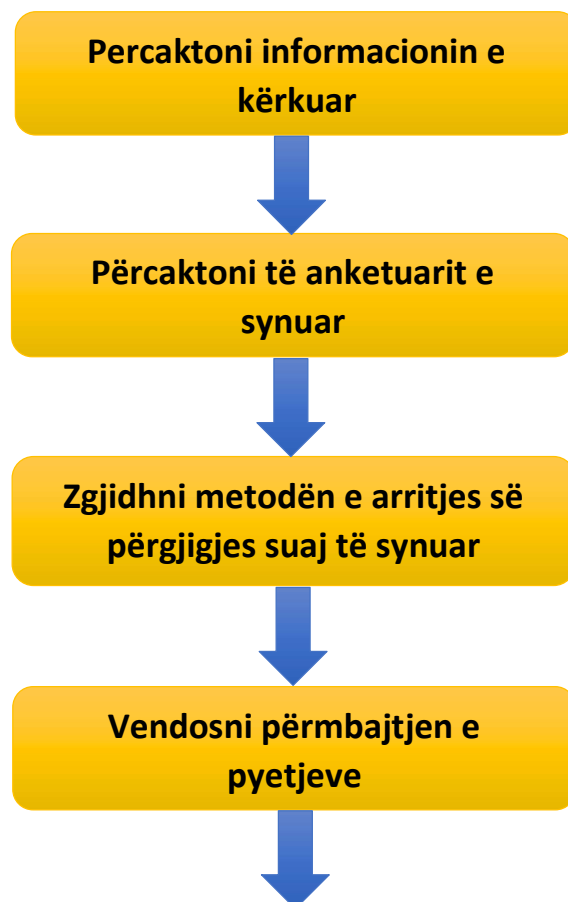 Percaktoni informacionin e
kërkuar
Përcaktoni të anketuarit e
synuar
Zgjidhni metodën e arritjes së
përgjigjes suaj të synuar
Vendosni përmbajtjen e
pyetjeve